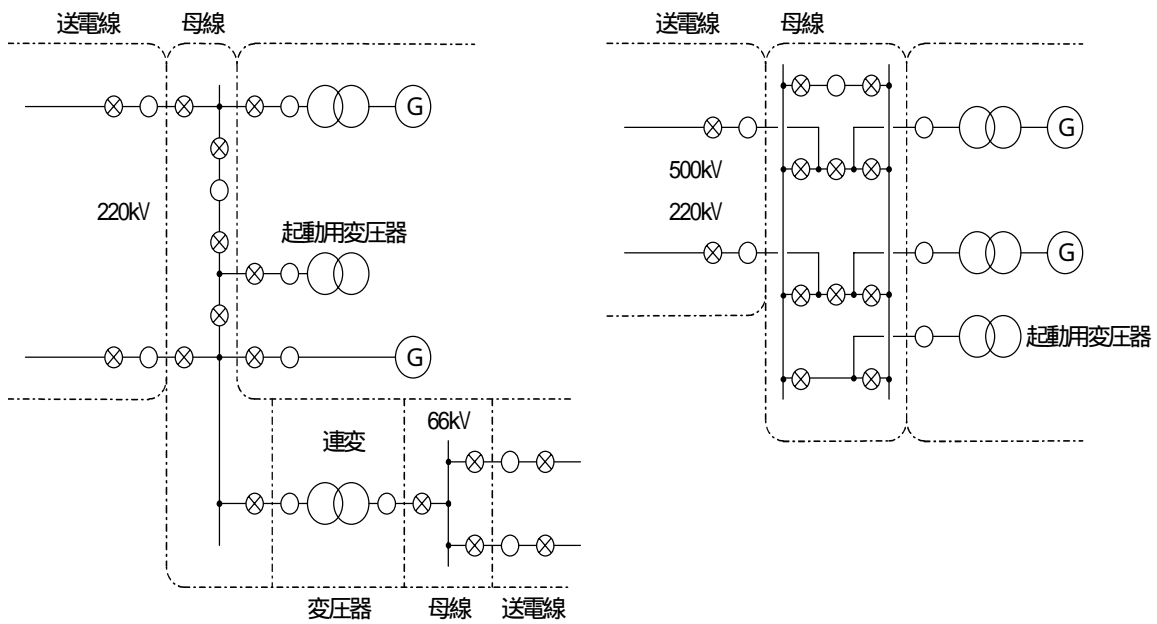 送電線 母線
G
220kV
起動用変圧器
G
連変
66kV
変圧器 母線 送電線
送電線 母線
G
500kV
220kV
G
起動用変圧器